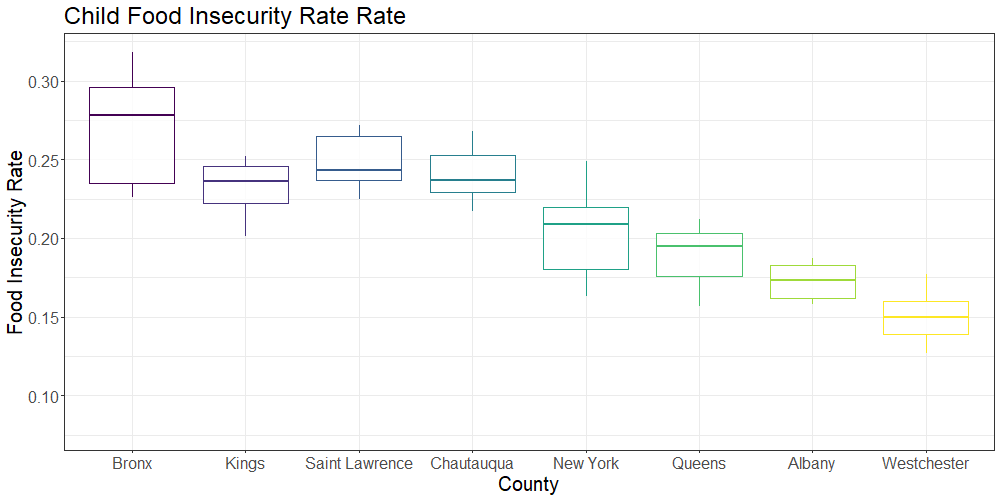 Child Food Insecurity Rate Rate
Food Insecurity Rate
0.30
0.25
0.20
0.15
0.10
Bronx Kings Saint Lawrence Chautauqua New York Queens Albany Westchester
County